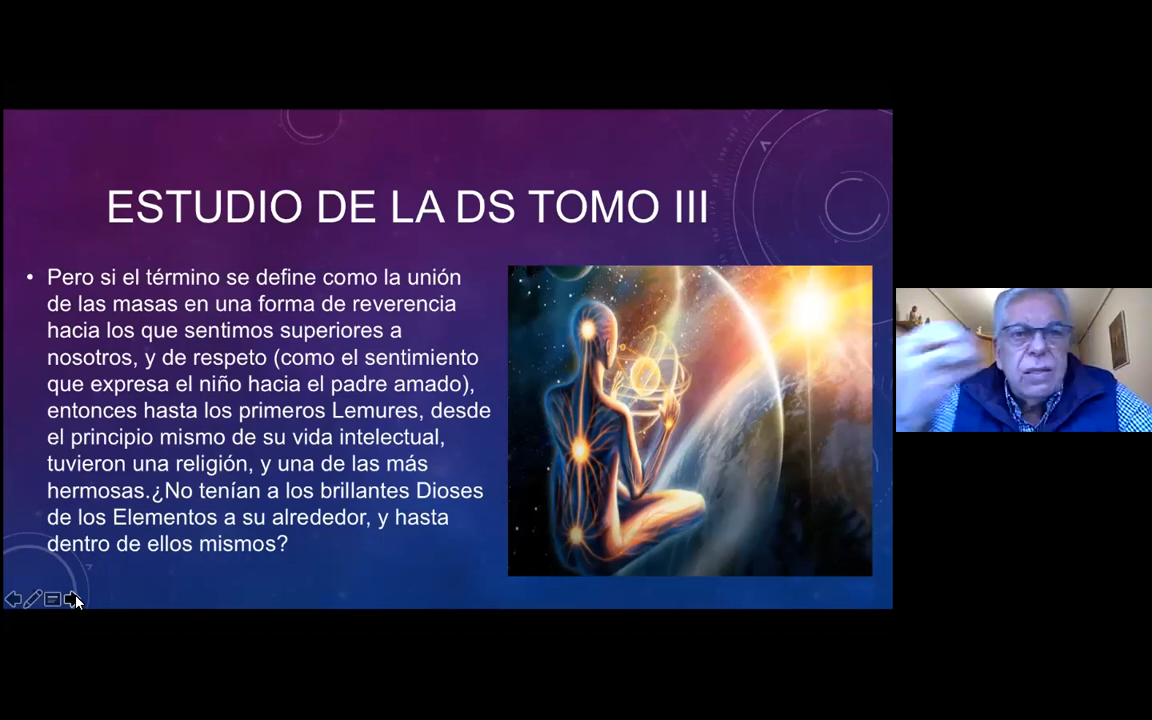 ESTUDIO DE LA DS TOMO III
• Pero si el término se define como la unión
de las masas en una forma de reverencia
hacia los que sentimos superiores a
nosotros, y de respeto (como el sentimiento
que expresa el niño hacia el padre amado),
entonces hasta los primeros Lemures, desde
el principio mismo de su vida intelectual,
tuvieron una religión, y una de las más
hermosas.¿No tenían a los brillantes Dioses
de los Elementos a su alrededor, y hasta
dentro de ellos mismos?